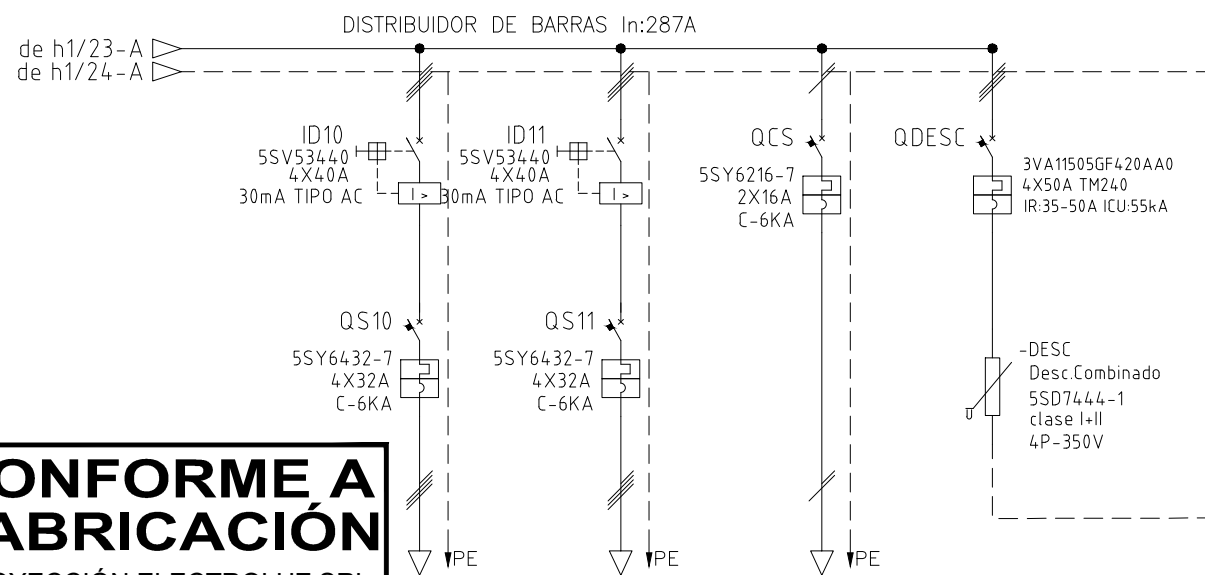 DISTRIBUIDOR DE BARRAS In:287A
de h1/23-A
de h1/24-A
ID10
5SV53440
4X40A
30mA TIPO AC
I >
ID11
5SV53440
4X40A
30mA TIPO AC
I >
QCS
5SY6216-7
2X16A
C-6KA
QDESC
3VA11505GF420AA0
4X50A TM240
IR:35-50A ICU:55kA
QS10
5SY6432-7
4X32A
C-6KA
QS11
5SY6432-7
4X32A
C-6KA
-DESC
Desc.Combinado
5SD7444-1
clase I+II
4P-350V
U
ONFORME A
ABRICACIÓN
PE
PE
PE